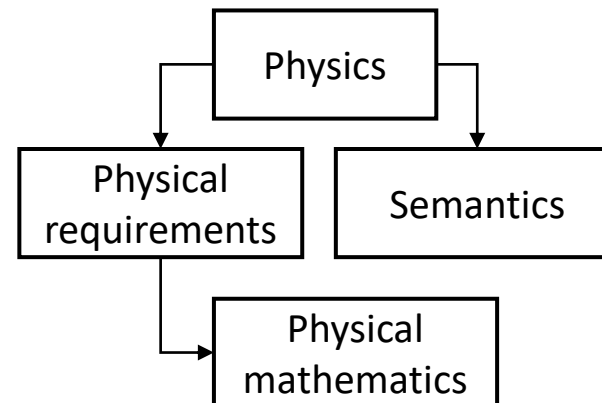 Physics
Physical
requirements
Semantics
Physical
mathematics